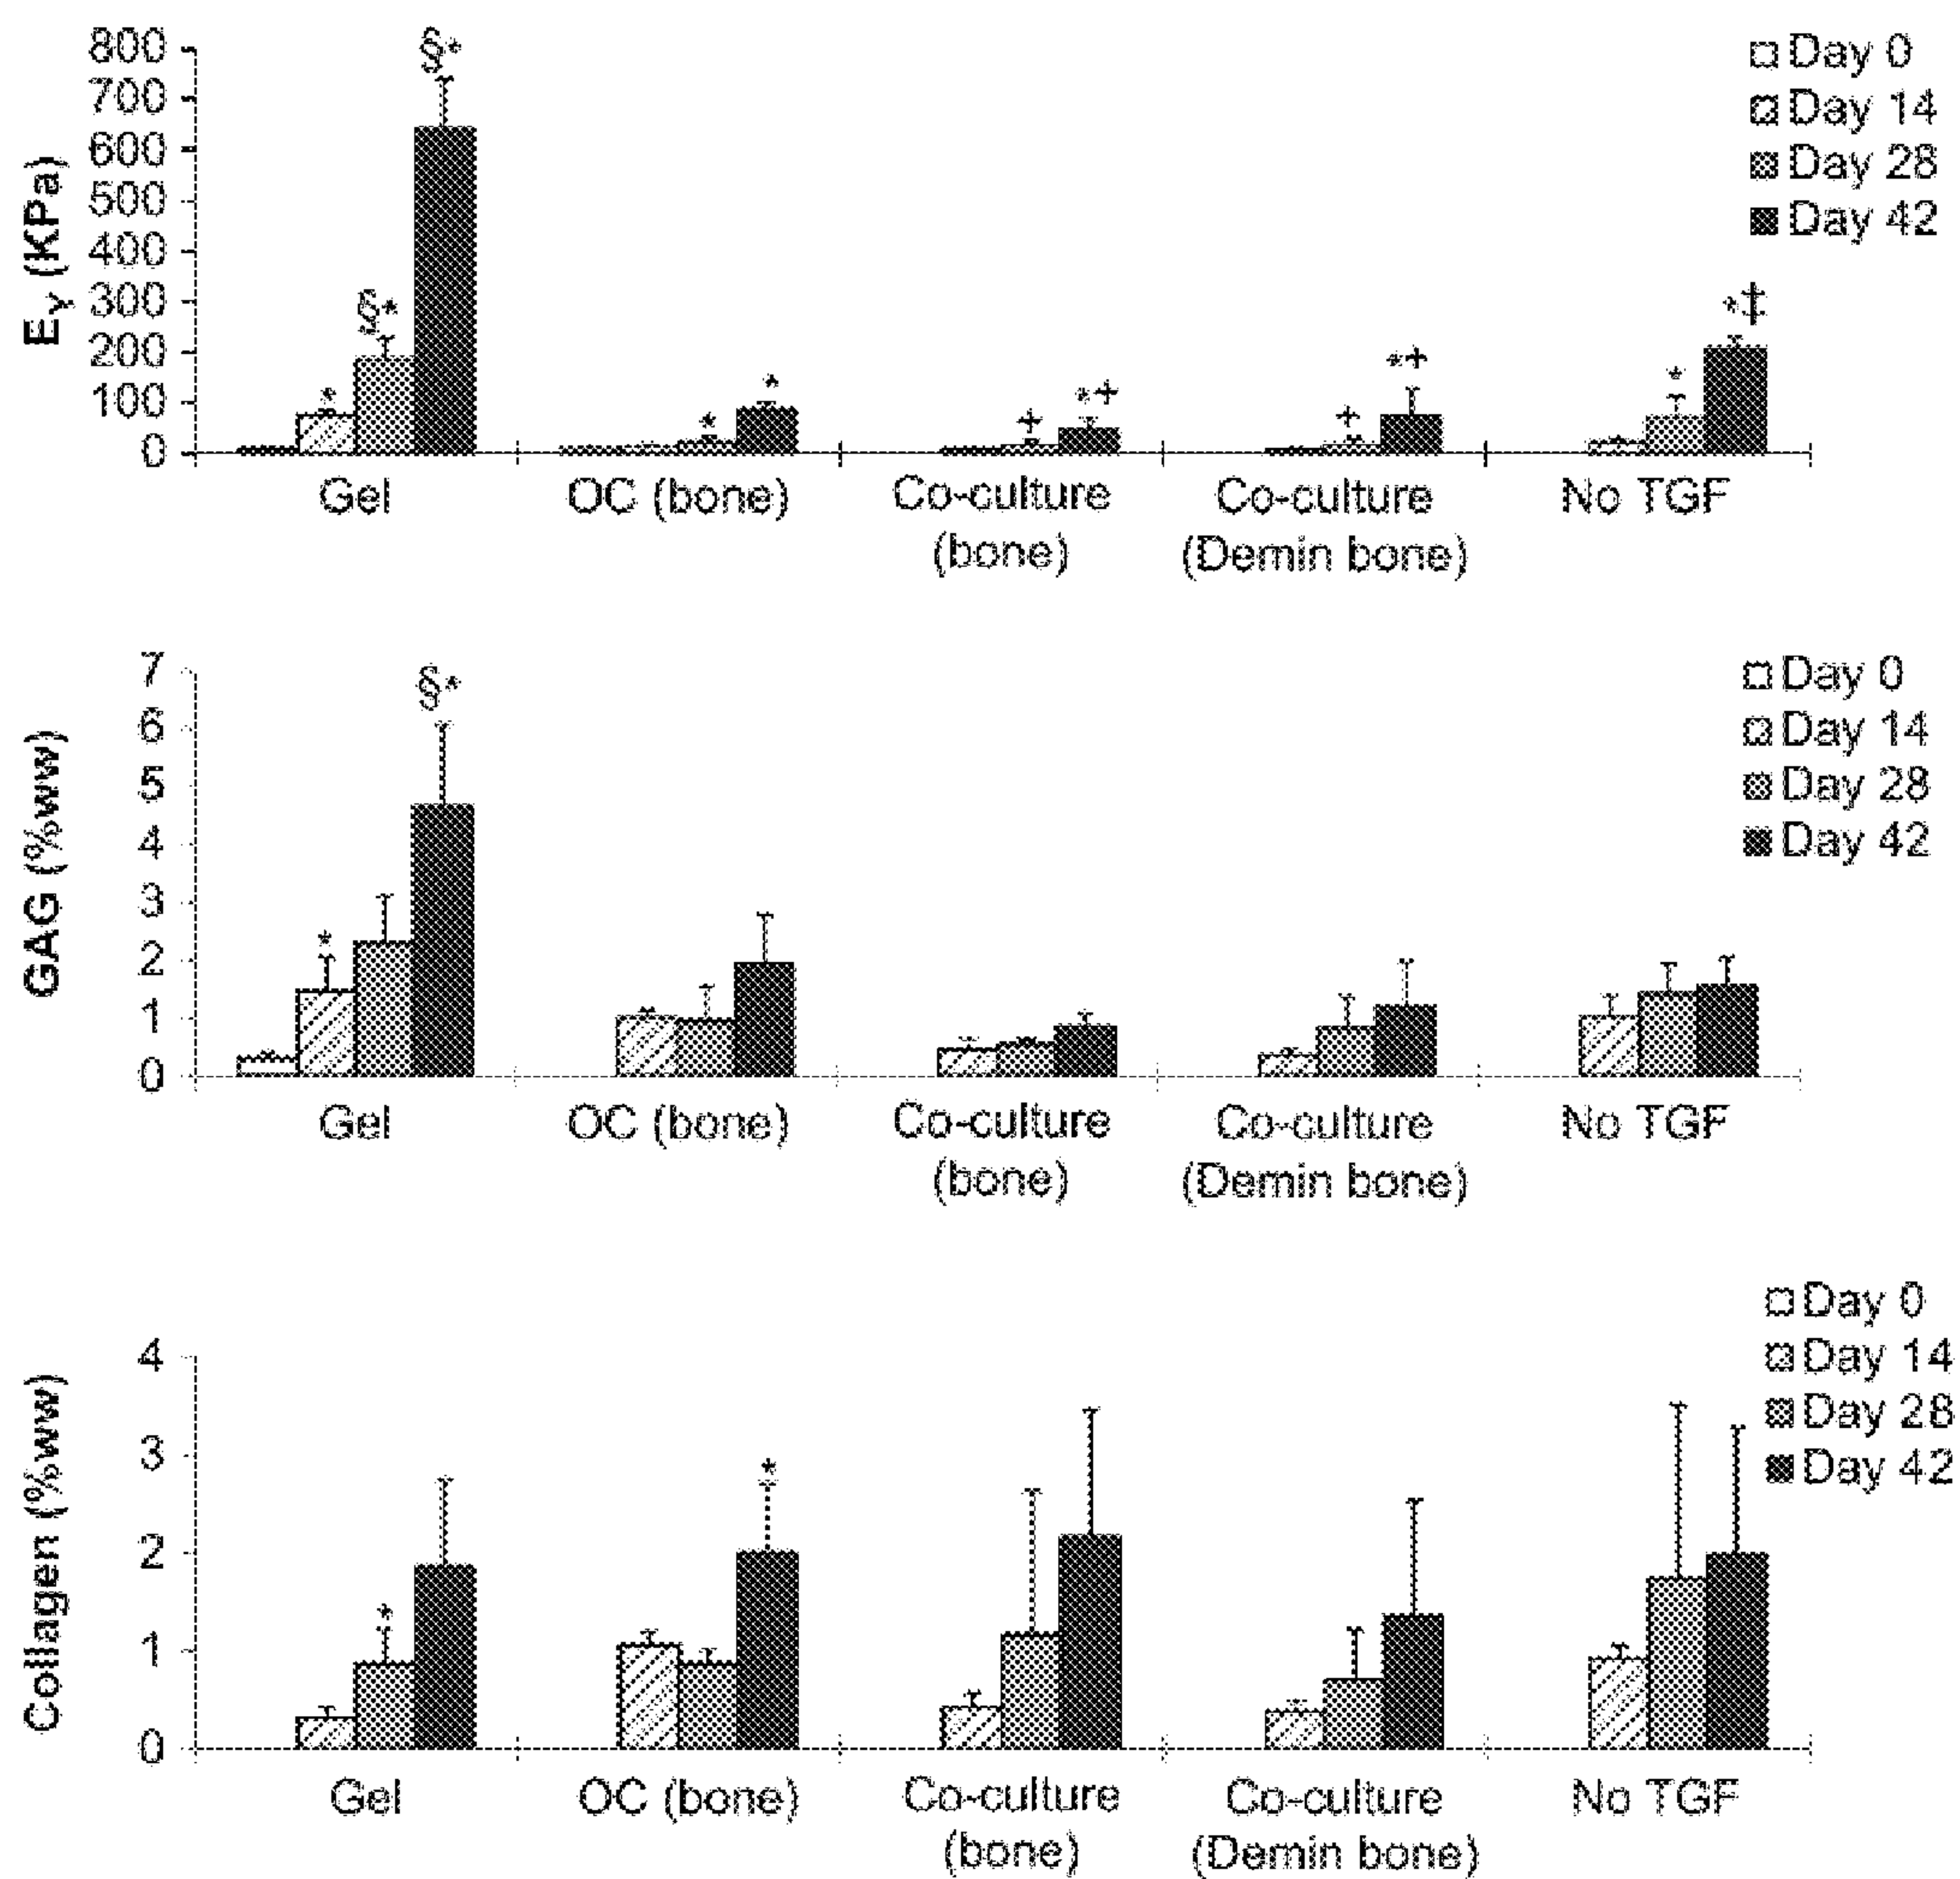 800
700
600
500
400
300
200
100
0
E_Y (KPa)
§*
§*
*
*
*
+
*+
+
*+
*
*‡
Day 0
Day 14
Day 28
Day 42
Gel
OC (bone)
Co-culture
(bone)
Co-culture
(Demin bone)
No TGF
7
6
5
4
3
2
1
0
GAG (%ww)
*
§*
Day 0
Day 14
Day 28
Day 42
Gel
OC (bone)
Co-culture
(bone)
Co-culture
(Demin bone)
No TGF
4
3
2
1
0
Collagen (%ww)
*
*
Day 0
Day 14
Day 28
Day 42
Gel
OC (bone)
Co-culture
(bone)
Co-culture
(Demin bone)
No TGF